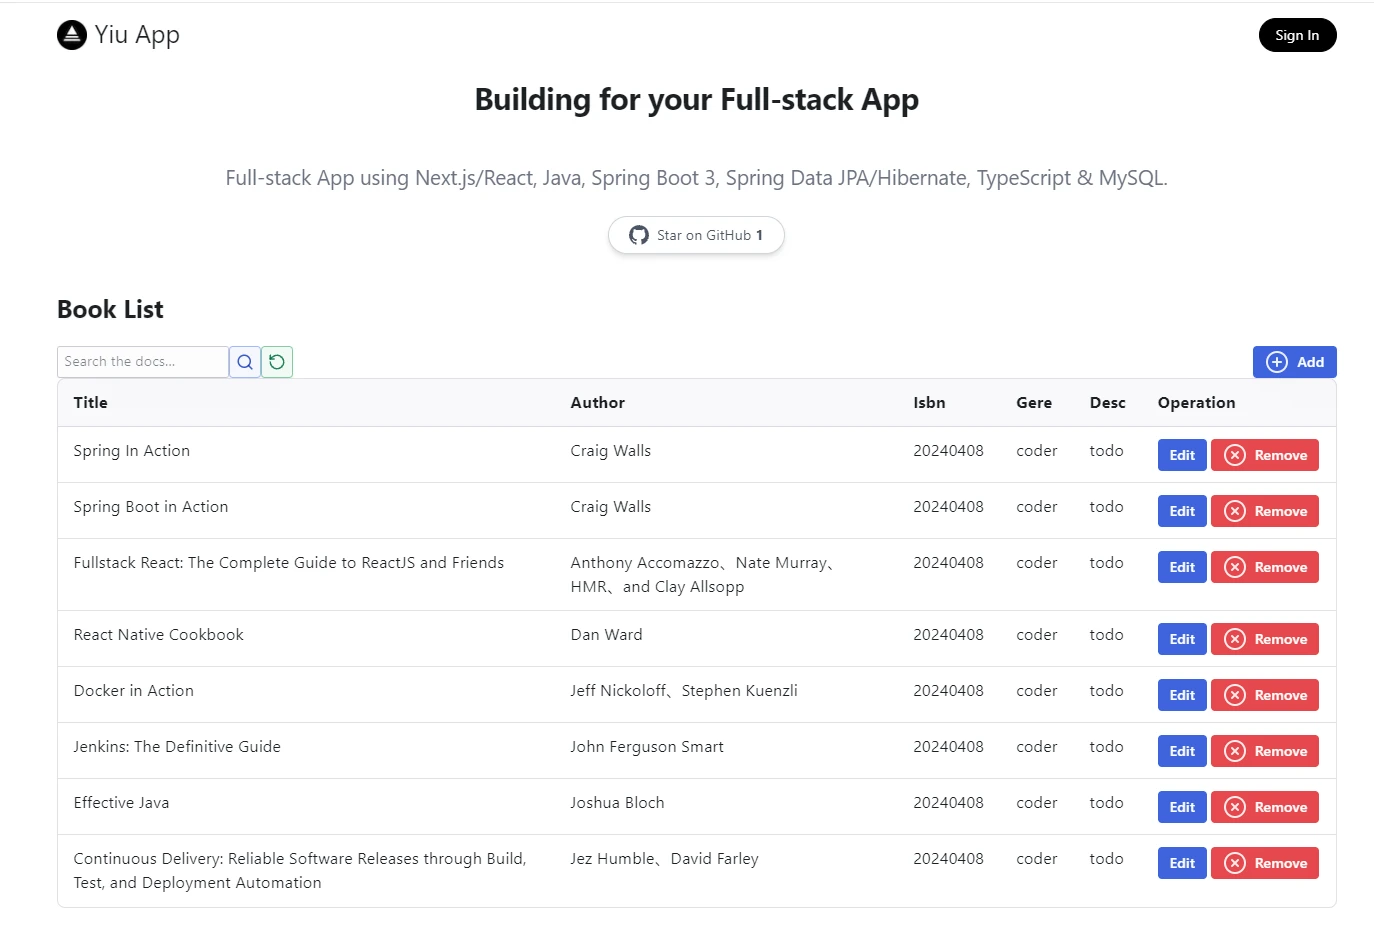 Yiu App
Sign In
Building for your Full-stack App
Full-stack App using Next.js/React, Java, Spring Boot 3, Spring Data JPA/Hibernate, TypeScript & MySQL.
Star on GitHub 1
Book List
Search the docs...
Add
Title Author Isbn Gere Desc Operation
Spring In Action Craig Walls 20240408 coder todo Edit Remove
Spring Boot in Action Craig Walls 20240408 coder todo Edit Remove
Fullstack React: The Complete Guide to ReactJS and Friends Anthony Accomazzo、Nate Murray、 20240408 coder todo Edit Remove
HMR、and Clay Allsopp
React Native Cookbook Dan Ward 20240408 coder todo Edit Remove
Docker in Action Jeff Nickoloff、Stephen Kuenzli 20240408 coder todo Edit Remove
Jenkins: The Definitive Guide John Ferguson Smart 20240408 coder todo Edit Remove
Effective Java Joshua Bloch 20240408 coder todo Edit Remove
Continuous Delivery: Reliable Software Releases through Build, Jez Humble、David Farley 20240408 coder todo Edit Remove
Test, and Deployment Automation